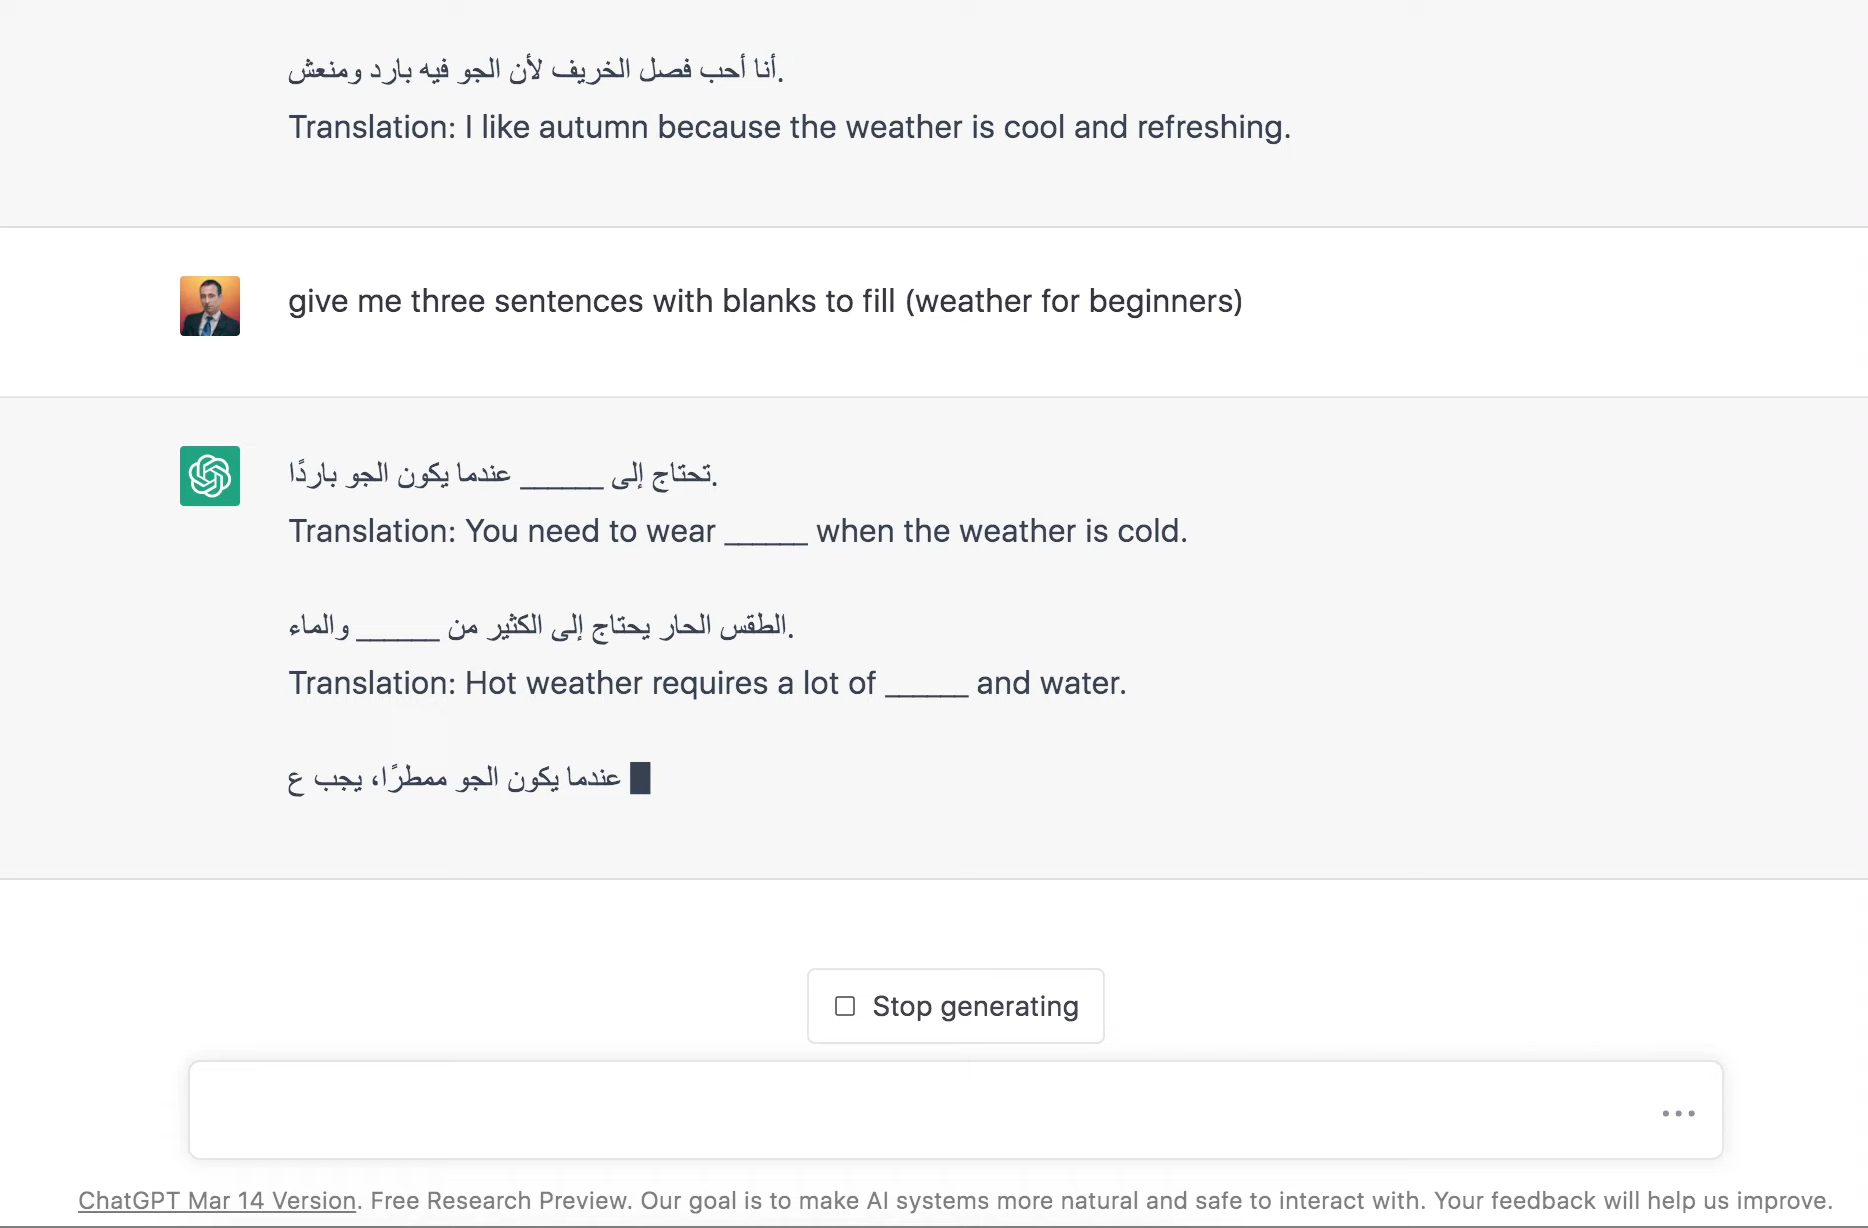 أنا أحب فصل الخريف لأن الجو فيه بارد ومنعش.
Translation: I like autumn because the weather is cool and refreshing.
give me three sentences with blanks to fill (weather for beginners)
تحتاج إلى ______ عندما يكون الجو باردًا.
Translation: You need to wear ______ when the weather is cold.
الطقس الحار يحتاج إلى الكثير من ______ والماء.
Translation: Hot weather requires a lot of ______ and water.
عندما يكون الجو ممطرًا، يجب ع
Stop generating
ChatGPT Mar 14 Version. Free Research Preview. Our goal is to make AI systems more natural and safe to interact with. Your feedback will help us improve.